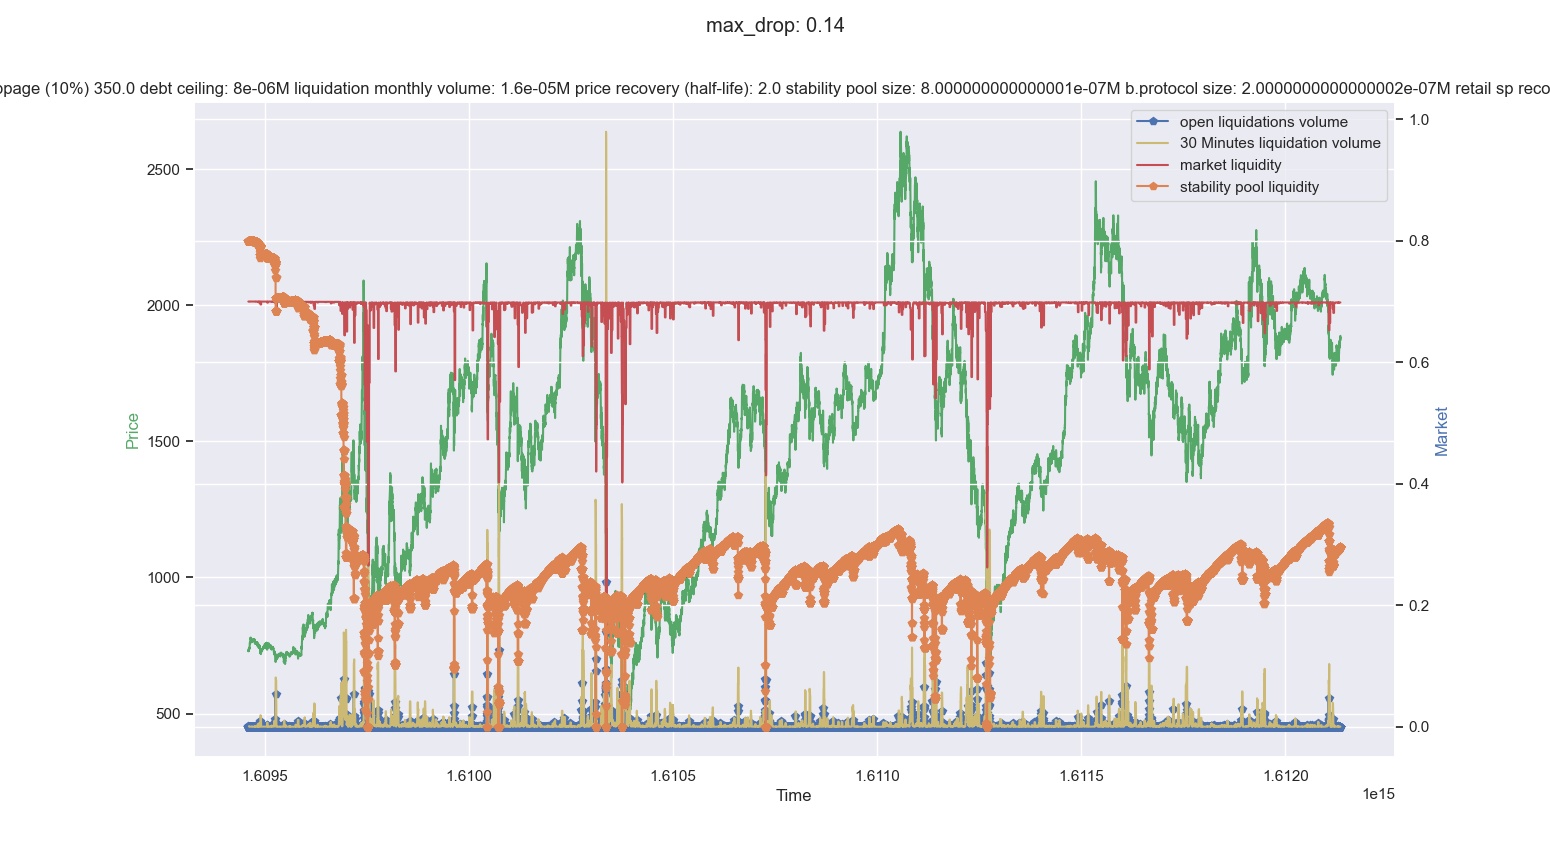 max_drop: 0.14
(10%) 350.0 debt ceiling: 8e-06M liquidation monthly volume: 1.6e-05M price recovery (half-life): 2.0 stability pool size: 8.000000000000001e-07M b.protocol size: 2.0000000000000002e-07M retail sp
open liquidations volume
30 Minutes liquidation volume
market liquidity
stability pool liquidity
Price
2500
2000
1500
1000
500
1.0
0.8
0.6
0.4
0.2
0.0
Market
1.6095 1.6100 1.6105 1.6110 1.6115 1.6120
Time
1e15